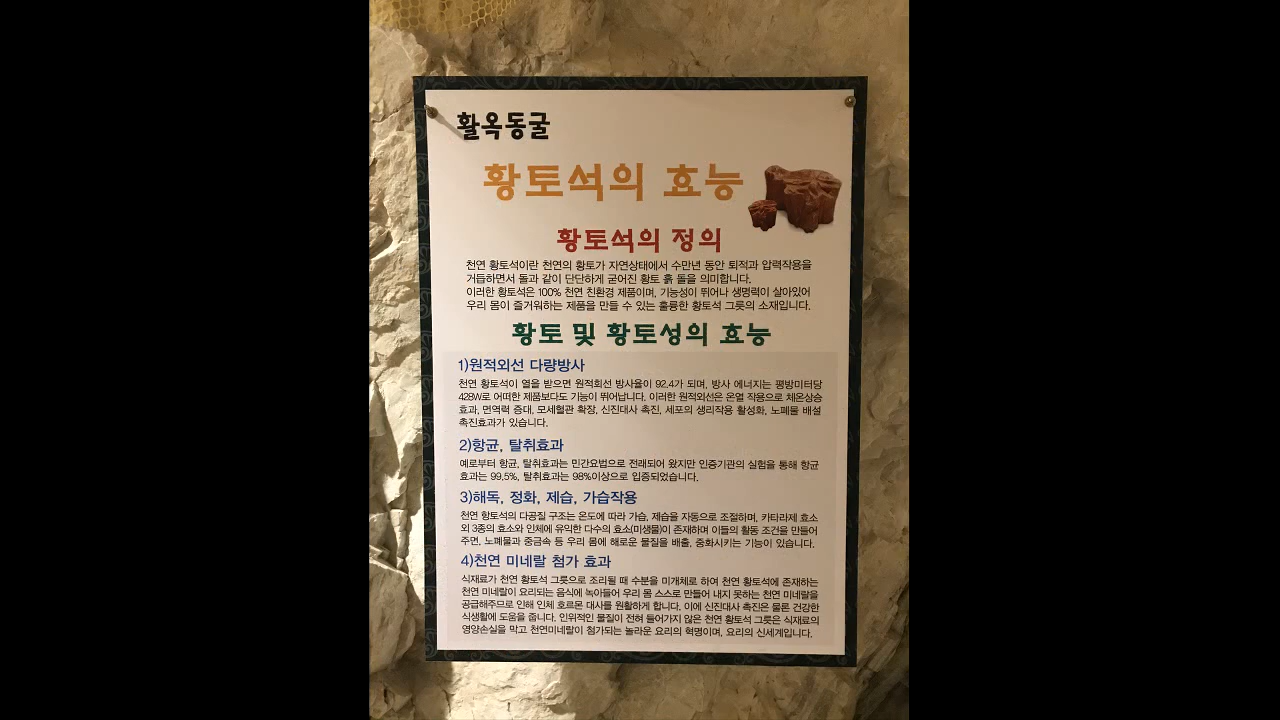 활옥동굴
황토석의 효능
황토석의 정의
천연 황토석이란 천연의 황토가 자연상태에서 수만년 동안 퇴적과 압력작용을
거듭하면서 돌과 같이 단단하게 굳어진 황토 흙 돌을 의미합니다.
이러한 황토석은 100% 천연 친환경 제품이며, 기능성이 뛰어나 생명력이 살아있어
우리 몸이 즐거워하는 제품을 만들 수 있는 훌륭한 황토석 그릇의 소재입니다.
황토 및 황토성의 효능
1)원적외선 다량방사
천연 황토석이 열을 받으면 원적회선 방사율이 92.4가 되며, 방사 에너지는 평방미터당
428W로 어떠한 제품보다도 기능이 뛰어납니다. 이러한 원적외선은 온열 작용으로 체온상승
효과, 면역력 증대, 모세혈관 확장, 신진대사 촉진, 세포의 생리작용 활성화, 노폐물 배설
촉진효과가 있습니다.
2)항균, 탈취효과
예로부터 항균, 탈취효과는 민간요법으로 전래되어 왔지만 인증기관의 실험을 통해 항균
효과는 99.5%, 탈취효과는 98%이상으로 입증되었습니다.
3)해독, 정화, 제습, 가습작용
천연 항토석의 다공질 구조는 온도에 따라 가습, 제습을 자동으로 조절하며, 카타라제 효소
외 3종의 효소와 인체에 유익한 다수의 효소(미생물)이 존재하며 이들의 활동 조건을 만들어
주면, 노폐물과 중금속 등 우리 몸에 해로운 물질을 배출, 중화시키는 기능이 있습니다.
4)천연 미네랄 첨가 효과
식재료가 천연 황토석 그릇으로 조리될 때 수분을 미개체로 하여 천연 황토석에 존재하는
천연 미네랄이 요리되는 음식에 녹아들어 우리 몸 스스로 만들어 내지 못하는 천연 미네랄을
공급해주므로 인해 인체 호르몬 대사를 원활하게 합니다. 이에 신진대사 촉진은 물론 건강한
식생활에 도움을 줍니다. 인위적인 물질이 전혀 들어가지 않은 천연 황토석 그릇은 식재료의
영양손실을 막고 천연미네랄이 첨가되는 놀라운 요리의 혁명이며, 요리의 신세계입니다.